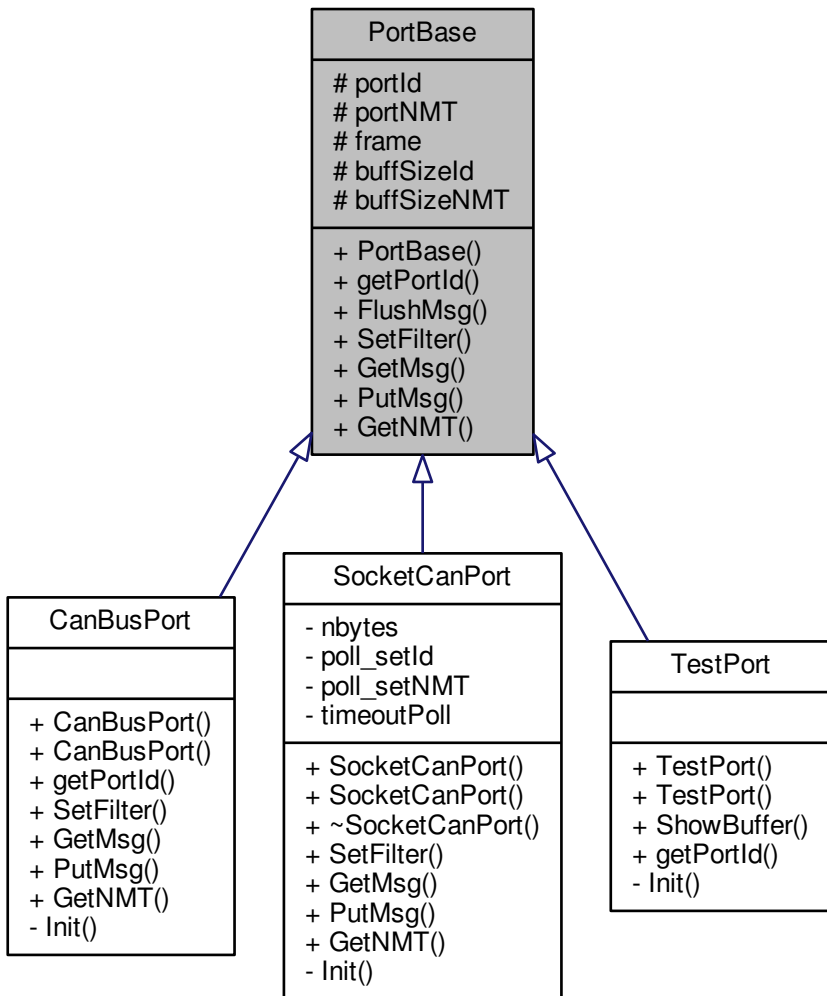 PortBase
# portId
# portNMT
# frame
# buffSizeId
# buffSizeNMT
+ PortBase()
+ getPortId()
+ FlushMsg()
+ SetFilter()
+ GetMsg()
+ PutMsg()
+ GetNMT()
CanBusPort
+ CanBusPort()
+ CanBusPort()
+ getPortId()
+ SetFilter()
+ GetMsg()
+ PutMsg()
+ GetNMT()
- Init()
SocketCanPort
- nbytes
- poll_setId
- poll_setNMT
- timeoutPoll
+ SocketCanPort()
+ SocketCanPort()
+ ~SocketCanPort()
+ SetFilter()
+ GetMsg()
+ PutMsg()
+ GetNMT()
- Init()
TestPort
+ TestPort()
+ TestPort()
+ ShowBuffer()
+ getPortId()
- Init()